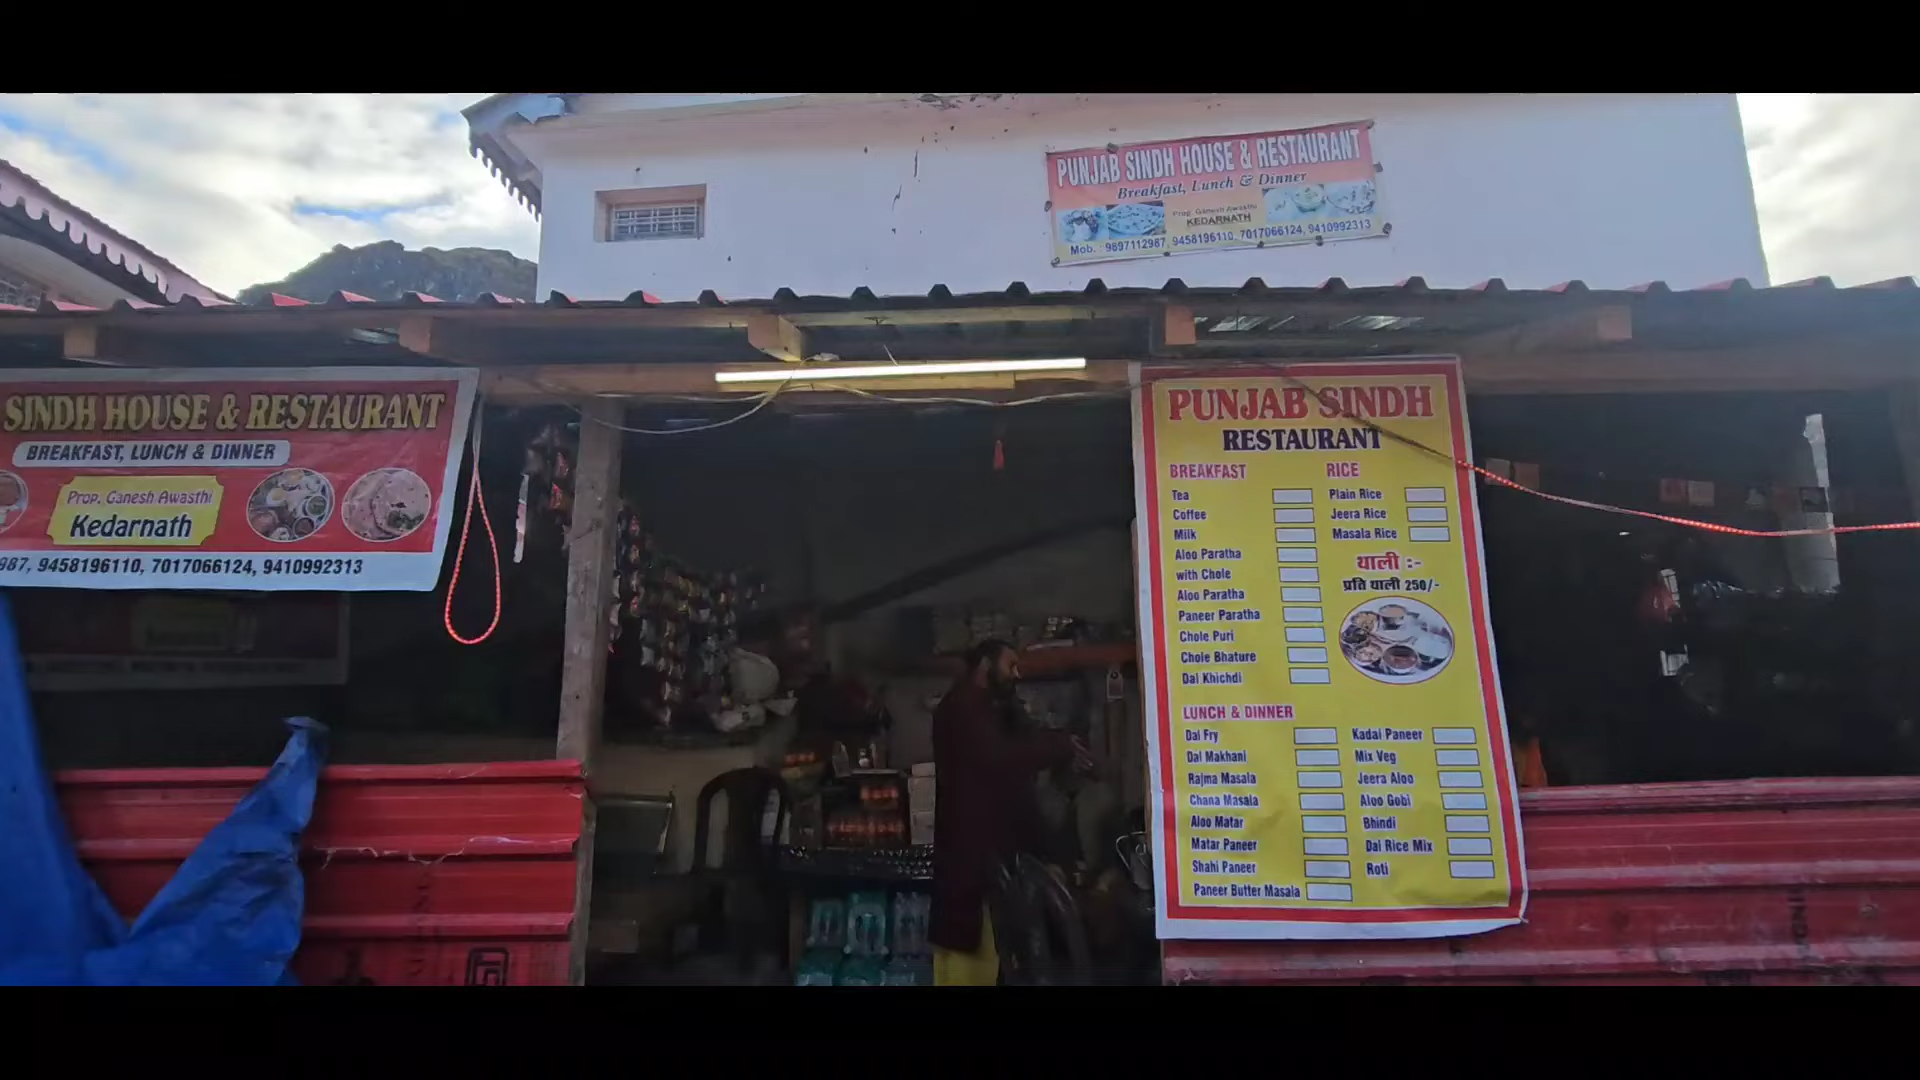 PUNJAB SINDH HOUSE & RESTAURANT
Breakfast, Lunch & Dinner
Prop. Ganesh Awasthi
KEDARNATH
Mob. : 9897112987, 9458196110, 7017066124, 9410992313
SINDH HOUSE & RESTAURANT
BREAKFAST, LUNCH & DINNER
Prop. Ganesh Awasthi
Kedarnath
987, 9458196110, 7017066124, 9410992313
PUNJAB SINDH
RESTAURANT
BREAKFAST
Tea
Coffee
Milk
Aloo Paratha
with Chole
Aloo Paratha
Paneer Paratha
Chole Puri
Chole Bhature
Dal Khichdi
RICE
Plain Rice
Jeera Rice
Masala Rice
थाली :-
प्रति थाली 250/-
LUNCH & DINNER
Dal Fry
Dal Makhani
Rajma Masala
Chana Masala
Aloo Matar
Matar Paneer
Shahi Paneer
Paneer Butter Masala
Kadai Paneer
Mix Veg
Jeera Aloo
Aloo Gobi
Bhindi
Dal Rice Mix
Roti